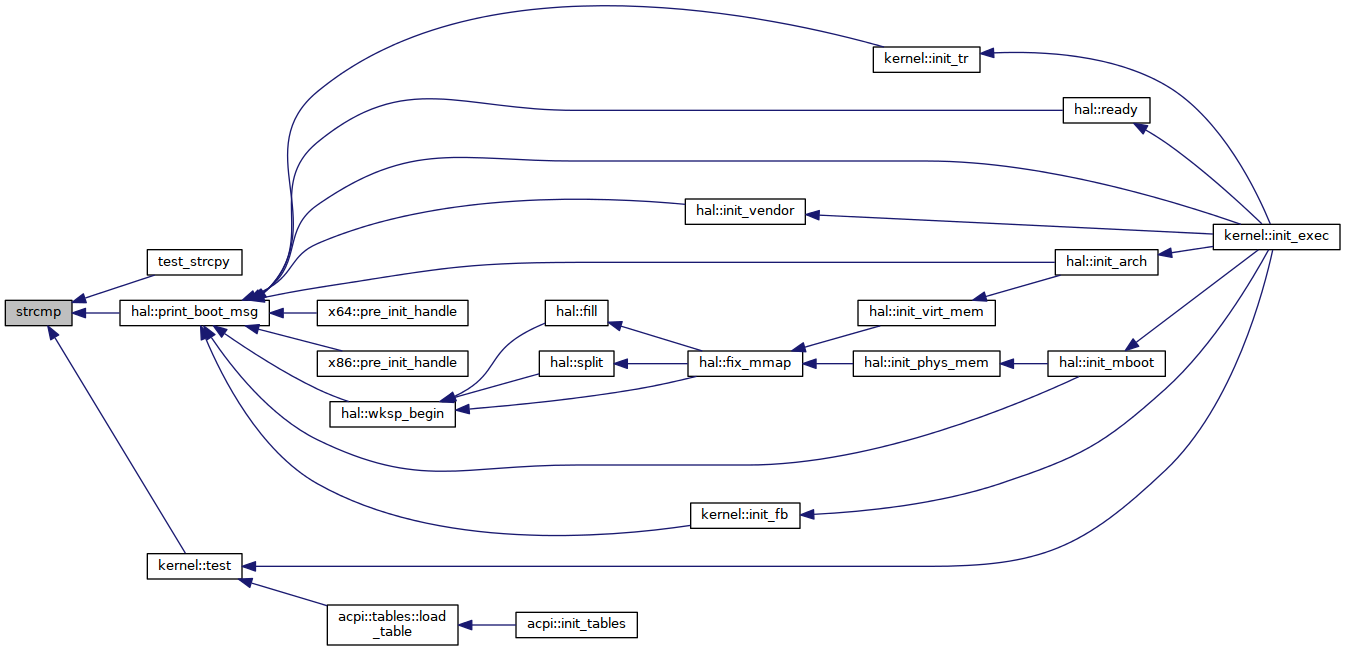 kernel::init_tr
hal::ready
hal::init_vendor
kernel::init_exec
test_strcpy
hal::init_arch
strcmp
hal::print_boot_msg
x64::pre_init_handle
hal::fill
hal::init_virt_mem
x86::pre_init_handle
hal::split
hal::fix_mmap
hal::init_phys_mem
hal::init_mboot
hal::wksp_begin
kernel::init_fb
kernel::test
acpi::tables::load
_table
acpi::init_tables